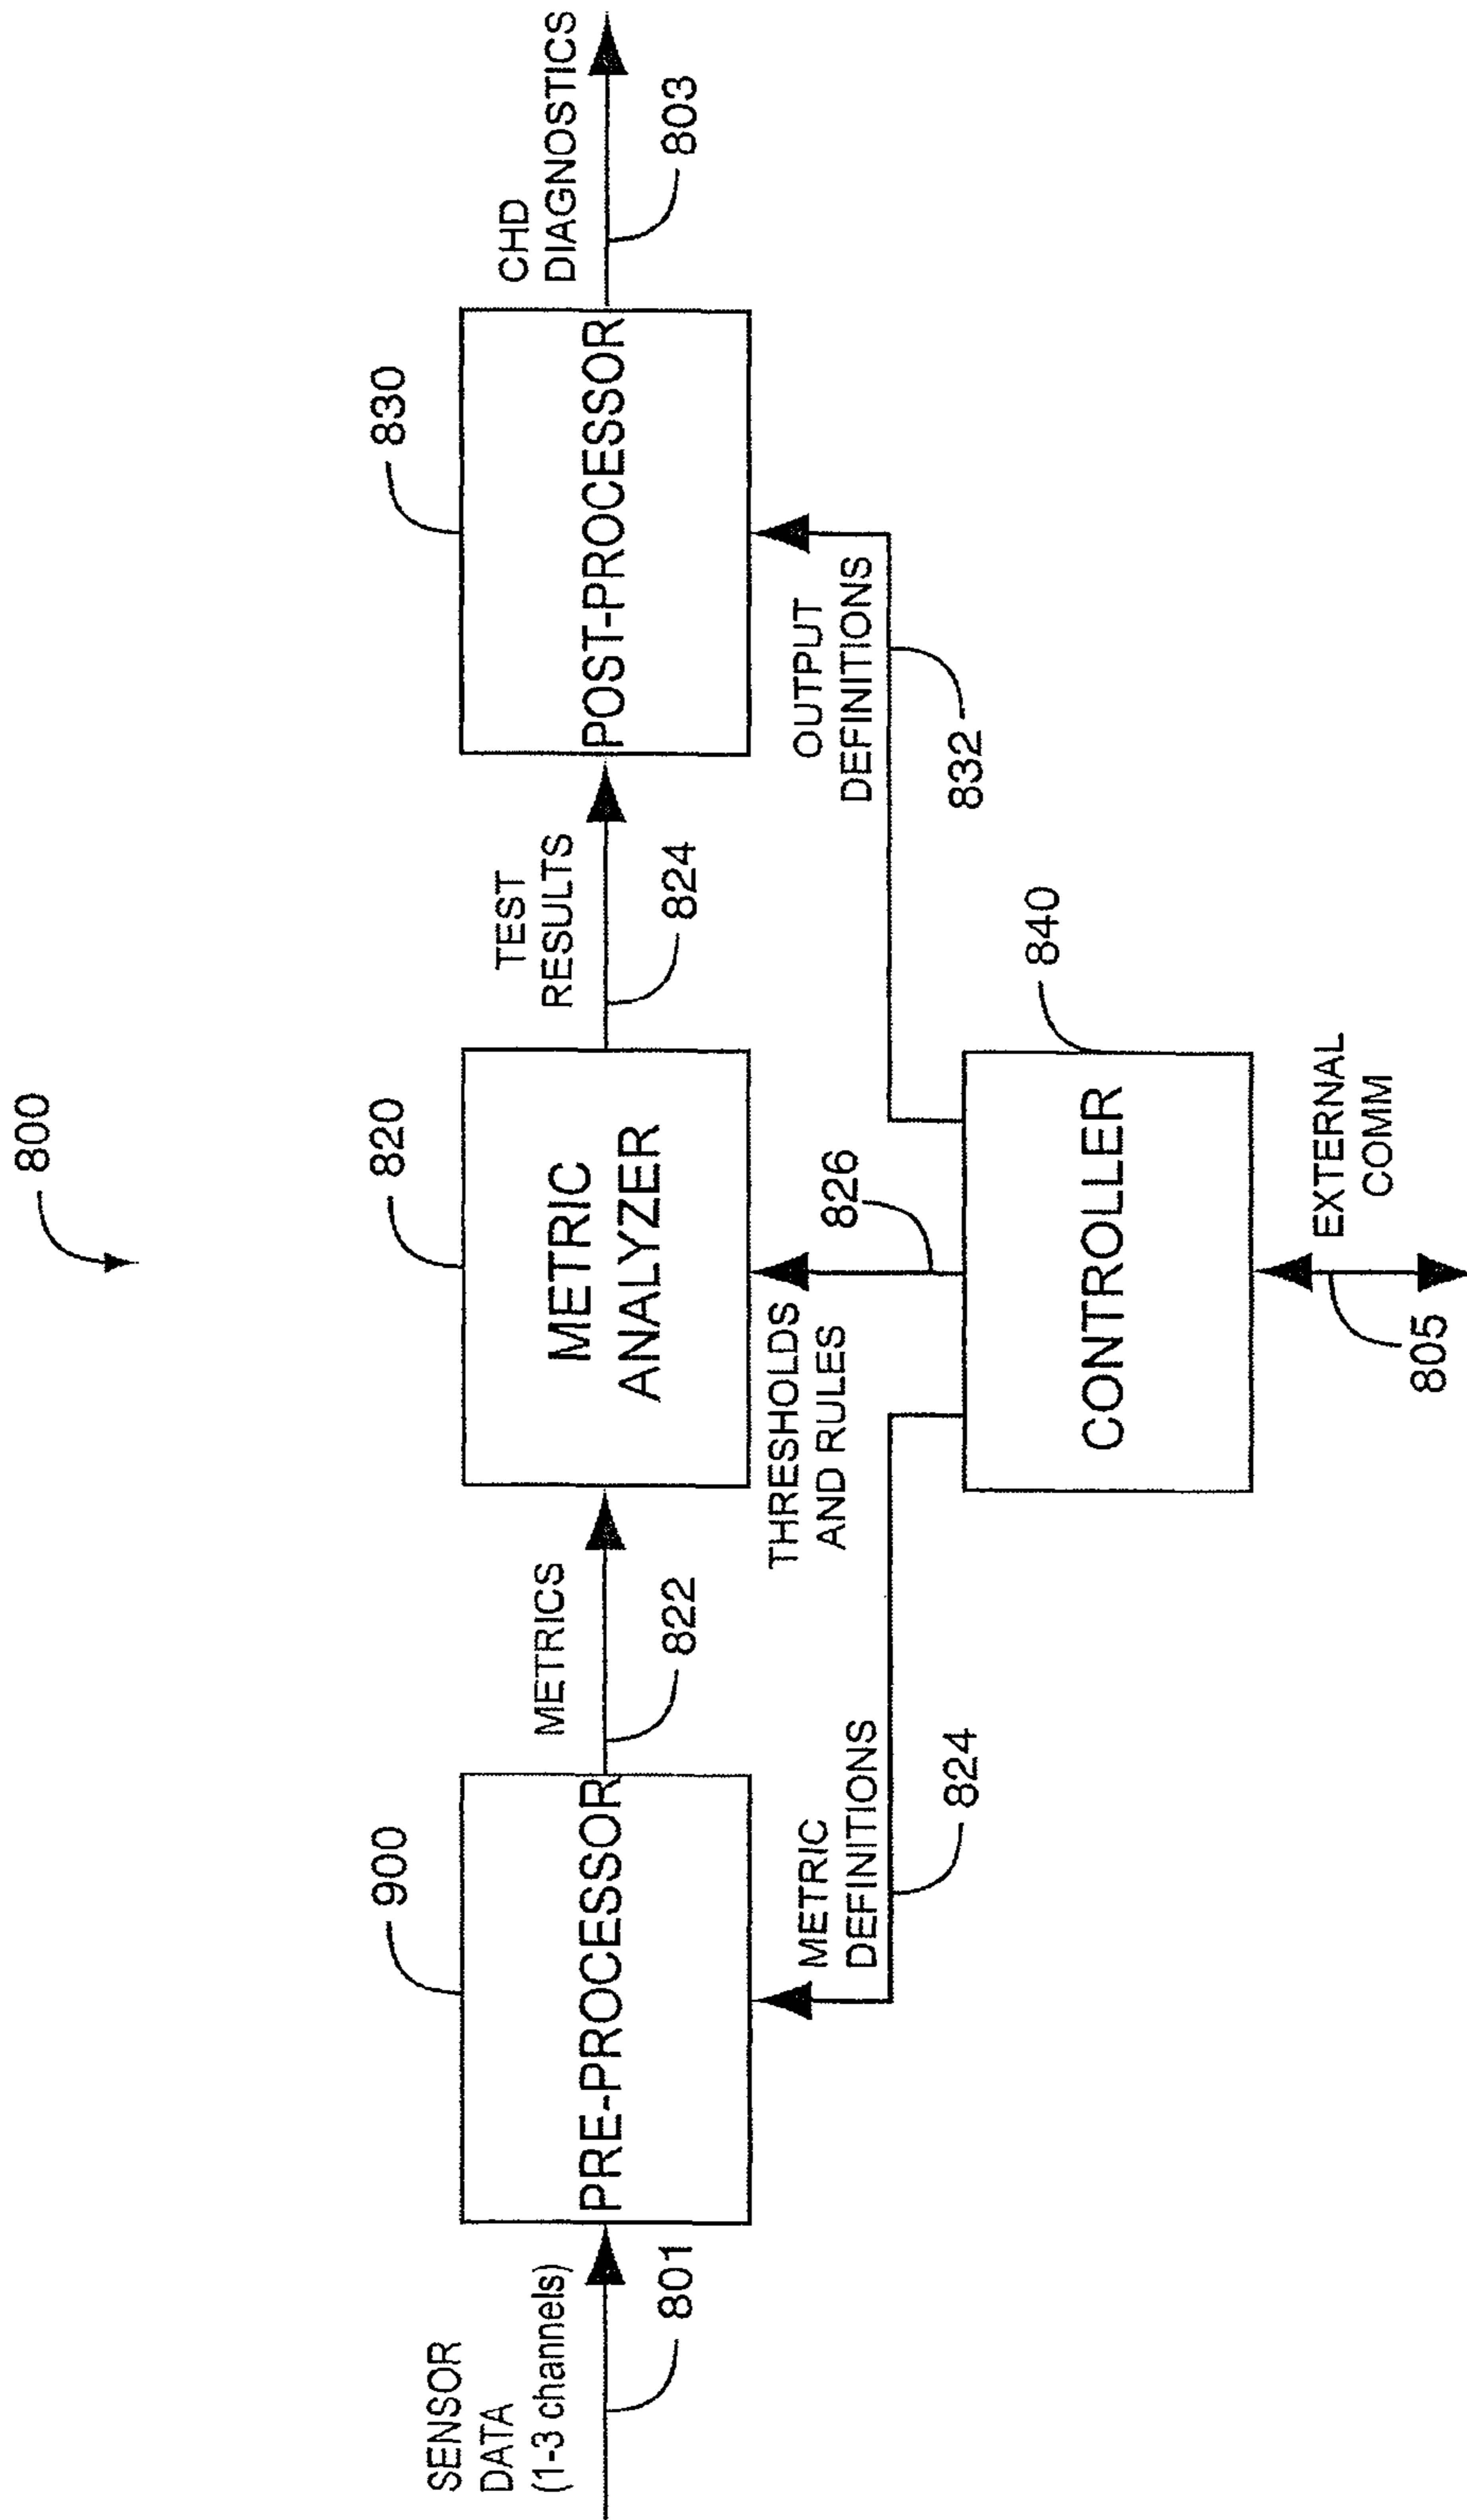 800
SENSOR
DATA
(1-3 channels)
801
900
PRE-PROCESSOR
METRICS
822
820
METRIC
ANALYZER
TEST
RESULTS
824
830
POST-PROCESSOR
CHD
DIAGNOSTICS
803
METRIC
DEFINITIONS
824
THRESHOLDS
AND RULES
826
OUTPUT
DEFINITIONS
832
840
CONTROLLER
EXTERNAL
COMM
805